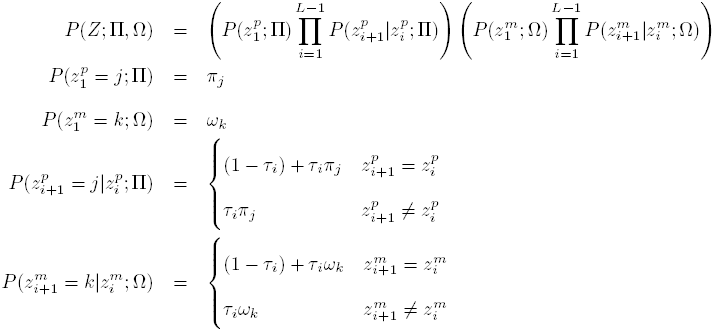 P(Z; Π, Ω) = ( P(z_1^p; Π) ∏_{i=1}^{L−1} P(z_{i+1}^p | z_i^p; Π) ) ( P(z_1^m; Ω) ∏_{i=1}^{L−1} P(z_{i+1}^m | z_i^m; Ω) )
P(z_1^p = j; Π) = π_j
P(z_1^m = k; Ω) = ω_k
P(z_{i+1}^p = j | z_i^p; Π) = { (1 − τ_i) + τ_i π_j   z_{i+1}^p = z_i^p
τ_i π_j   z_{i+1}^p ≠ z_i^p
P(z_{i+1}^m = k | z_i^m; Ω) = { (1 − τ_i) + τ_i ω_k   z_{i+1}^m = z_i^m
τ_i ω_k   z_{i+1}^m ≠ z_i^m